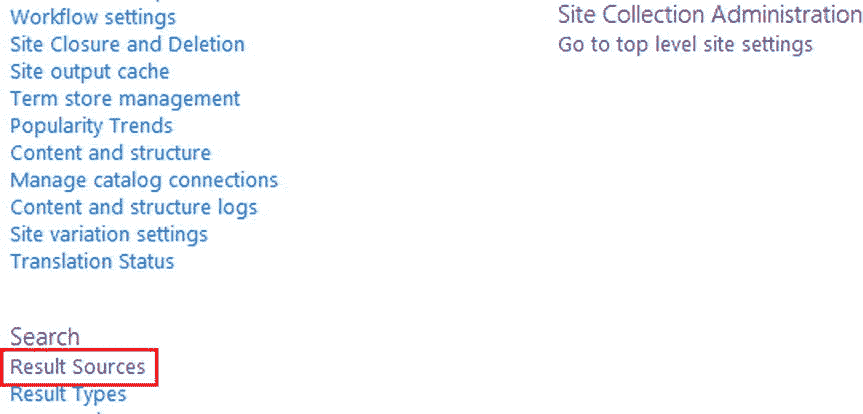 Workflow settings
Site Closure and Deletion
Site output cache
Term store management
Popularity Trends
Content and structure
Manage catalog connections
Content and structure logs
Site variation settings
Translation Status
Search
Result Sources
Result Types
Site Collection Administration
Go to top level site settings